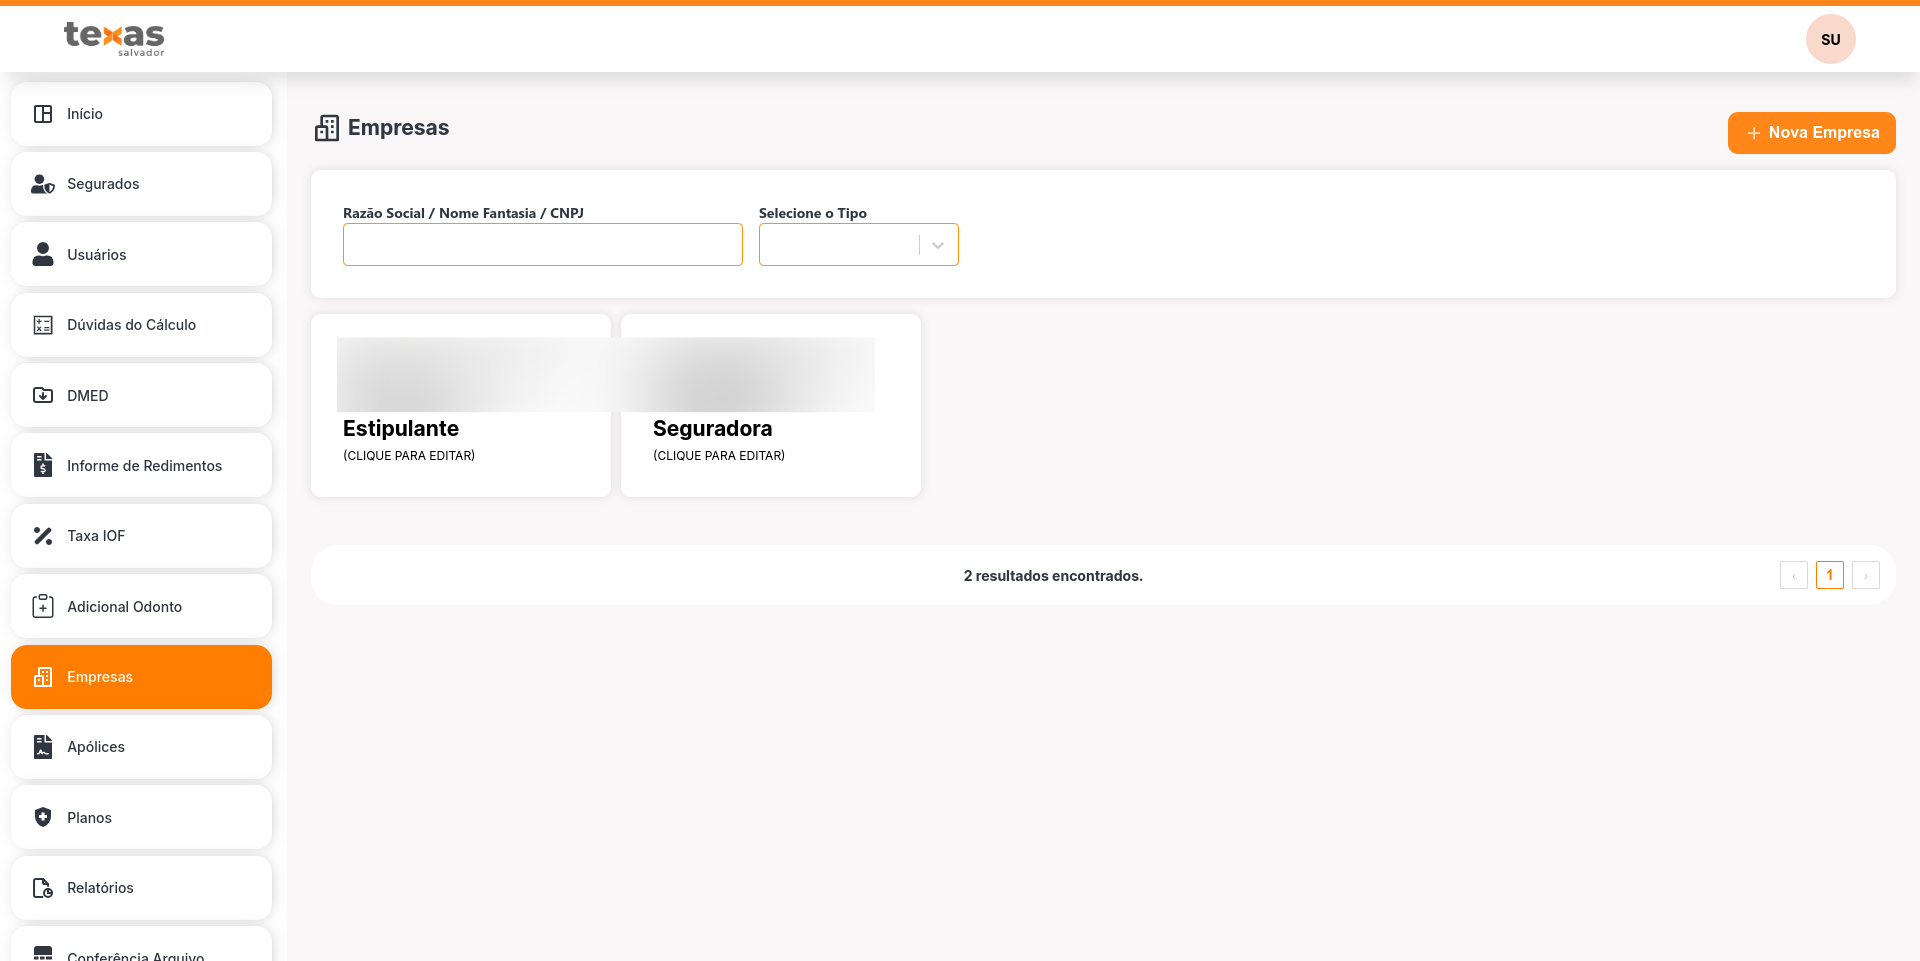 texas
salvador
SU
Início
Segurados
Usuários
Dúvidas do Cálculo
DMED
Informe de Redimentos
Taxa IOF
Adicional Odonto
Empresas
Apólices
Planos
Relatórios
Conferência Arquivo
Empresas
+ Nova Empresa
Razão Social / Nome Fantasia / CNPJ
Selecione o Tipo
Estipulante
(CLIQUE PARA EDITAR)
Seguradora
(CLIQUE PARA EDITAR)
2 resultados encontrados.
‹ 1 ›